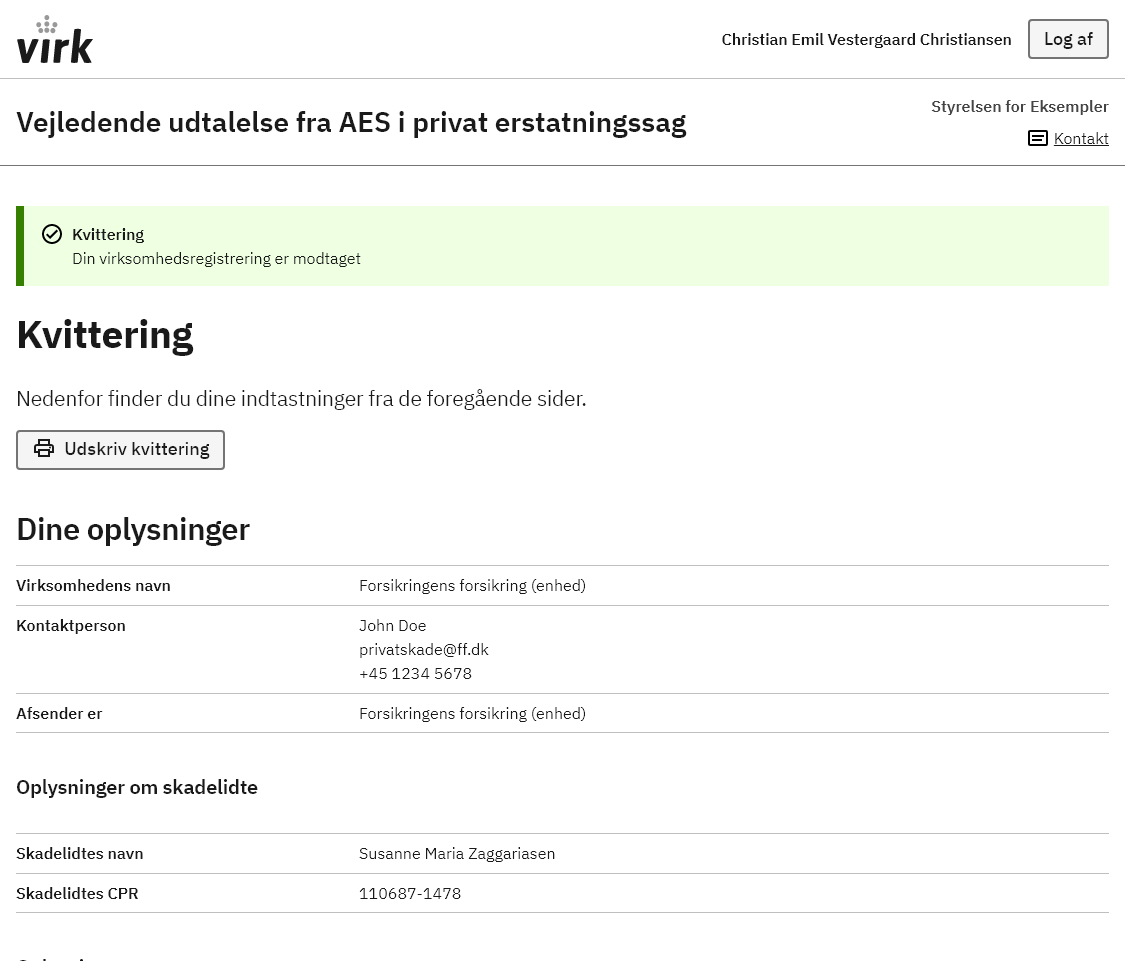 virk
Christian Emil Vestergaard Christiansen
Log af
Vejledende udtalelse fra AES i privat erstatningssag
Styrelsen for Eksempler
Kontakt
Kvittering
Din virksomhedsregistrering er modtaget
Kvittering
Nedenfor finder du dine indtastninger fra de foregående sider.
Udskriv kvittering
Dine oplysninger
Virksomhedens navn Forsikringens forsikring (enhed)
Kontaktperson John Doe
privatskade@ff.dk
+45 1234 5678
Afsender er Forsikringens forsikring (enhed)
Oplysninger om skadelidte
Skadelidtes navn Susanne Maria Zaggariasen
Skadelidtes CPR 110687-1478